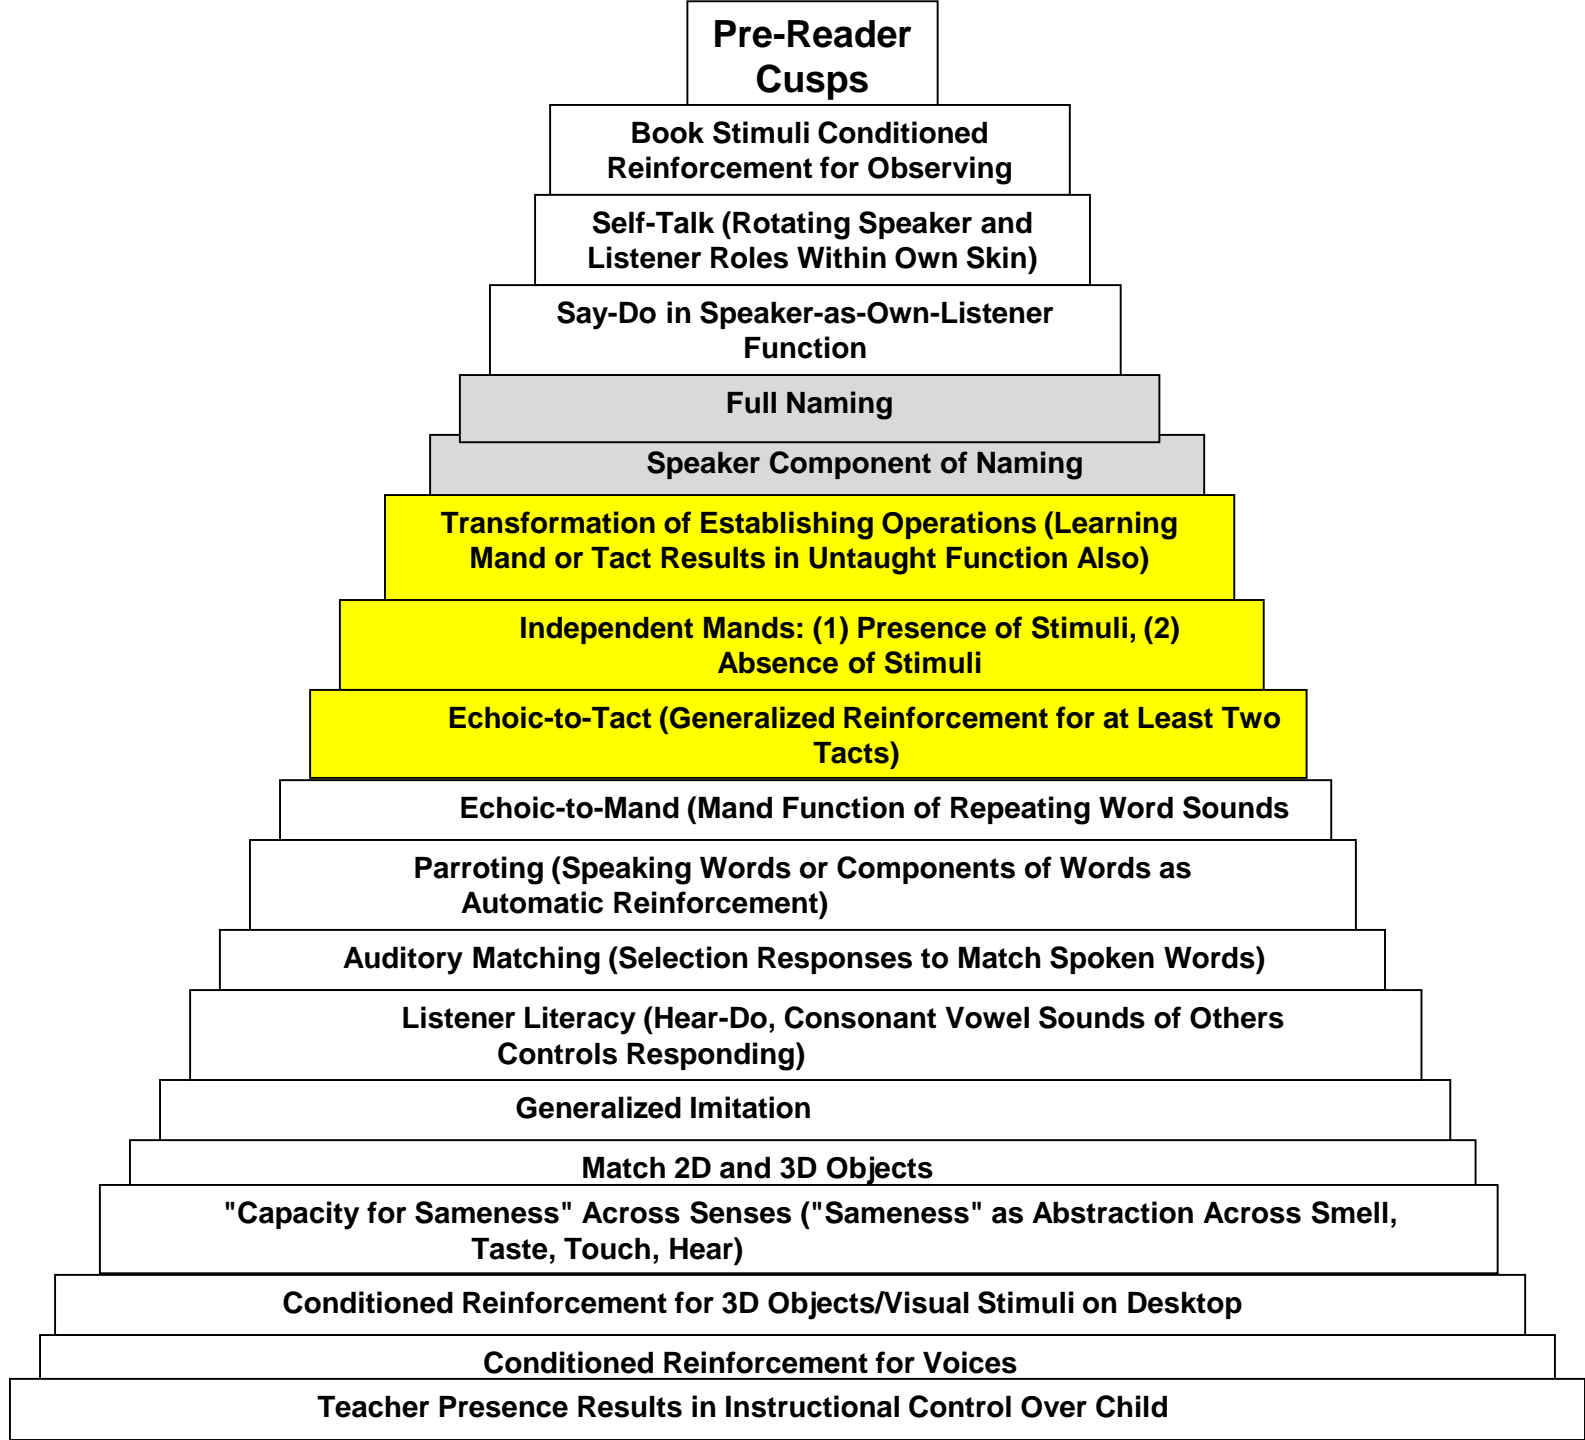 Pre-Reader
Cusps
Book Stimuli Conditioned
Reinforcement for Observing
Self-Talk (Rotating Speaker and
Listener Roles Within Own Skin)
Say-Do in Speaker-as-Own-Listener
Function
Full Naming
Speaker Component of Naming
Transformation of Establishing Operations (Learning
Mand or Tact Results in Untaught Function Also)
Independent Mands: (1) Presence of Stimuli, (2)
Absence of Stimuli
Echoic-to-Tact (Generalized Reinforcement for at Least Two
Tacts)
Echoic-to-Mand (Mand Function of Repeating Word Sounds
Parroting (Speaking Words or Components of Words as
Automatic Reinforcement)
Auditory Matching (Selection Responses to Match Spoken Words)
Listener Literacy (Hear-Do, Consonant Vowel Sounds of Others
Controls Responding)
Generalized Imitation
Match 2D and 3D Objects
"Capacity for Sameness" Across Senses ("Sameness" as Abstraction Across Smell,
Taste, Touch, Hear)
Conditioned Reinforcement for 3D Objects/Visual Stimuli on Desktop
Conditioned Reinforcement for Voices
Teacher Presence Results in Instructional Control Over Child